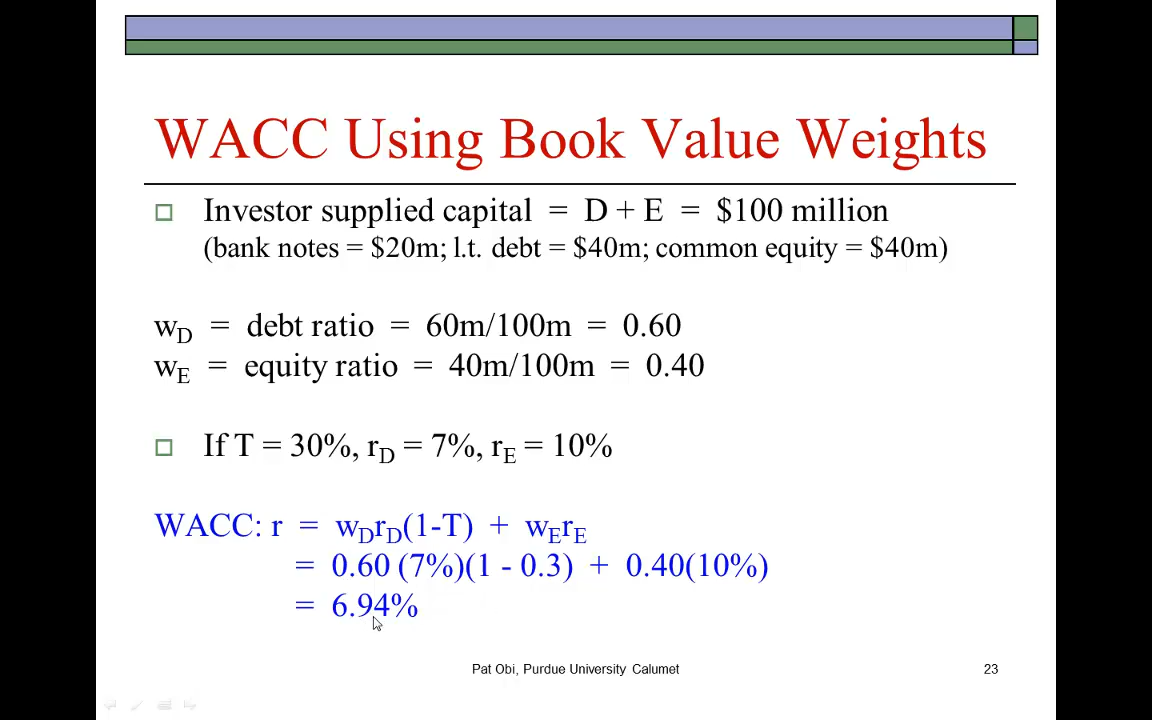 WACC Using Book Value Weights
Investor supplied capital = D + E = $100 million
(bank notes = $20m; l.t. debt = $40m; common equity = $40m)
wD = debt ratio = 60m/100m = 0.60
wE = equity ratio = 40m/100m = 0.40
If T = 30%, rD = 7%, rE = 10%
WACC: r = wDrD(1-T) + wErE
= 0.60 (7%)(1 - 0.3) + 0.40(10%)
= 6.94%
Pat Obi, Purdue University Calumet 23